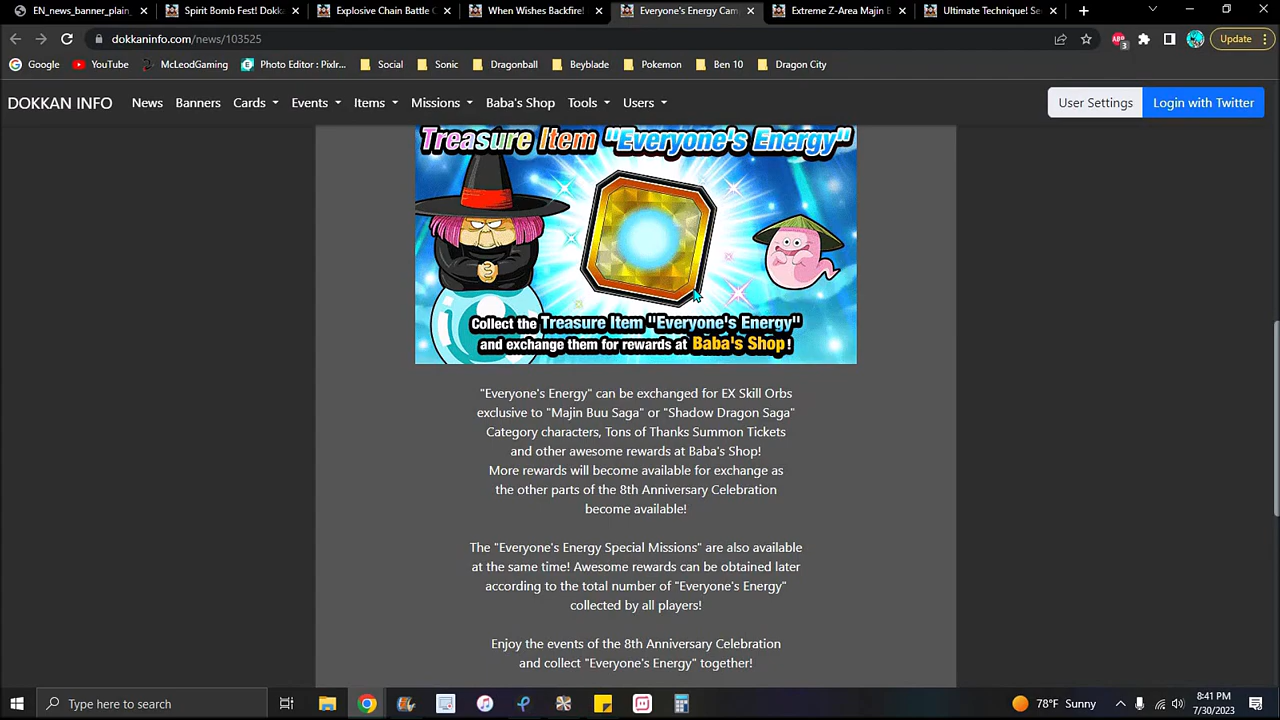 EN_news_banner_plain_
Spirit Bomb Fest! Dokka
Explosive Chain Battle C
When Wishes Backfire!
Everyone's Energy Cam
Extreme Z-Area Majin B
Ultimate Technique! Se
dokkaninfo.com/news/103525
ABP
3
Update
Google
YouTube
McLeodGaming
Photo Editor : Pixlr...
Social
Sonic
Dragonball
Beyblade
Pokemon
Ben 10
Dragon City
DOKKAN INFO
News
Banners
Cards
Events
Items
Missions
Baba's Shop
Tools
Users
User Settings
Login with Twitter
Treasure Item "Everyone's Energy"
Collect the Treasure Item "Everyone's Energy"
and exchange them for rewards at Baba's Shop!
"Everyone's Energy" can be exchanged for EX Skill Orbs
exclusive to "Majin Buu Saga" or "Shadow Dragon Saga"
Category characters, Tons of Thanks Summon Tickets
and other awesome rewards at Baba's Shop!
More rewards will become available for exchange as
the other parts of the 8th Anniversary Celebration
become available!
The "Everyone's Energy Special Missions" are also available
at the same time! Awesome rewards can be obtained later
according to the total number of "Everyone's Energy"
collected by all players!
Enjoy the events of the 8th Anniversary Celebration
and collect "Everyone's Energy" together!
Type here to search
78°F Sunny
8:41 PM
7/30/2023